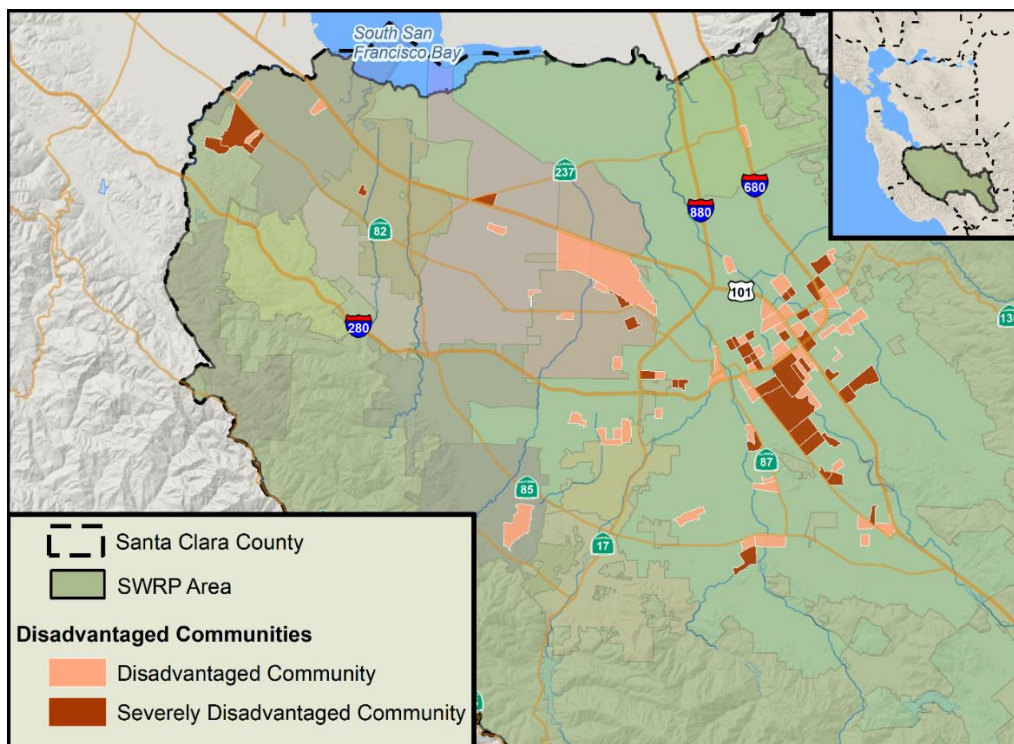 South San
Francisco Bay
237
680
880
82
101
280
87
85
17
Santa Clara County
SWRP Area
Disadvantaged Communities
Disadvantaged Community
Severely Disadvantaged Community